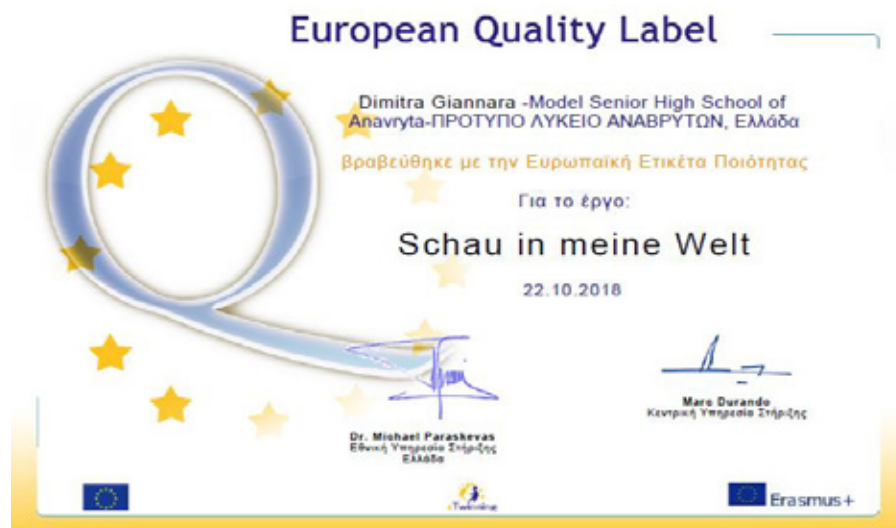 European Quality Label
Dimitra Giannara -Model Senior High School of
Anavryta-ΠΡΟΤΥΠΟ ΛΥΚΕΙΟ ΑΝΑΒΡΥΤΩΝ, Ελλάδα
βραβεύθηκε με την Ευρωπαϊκή Ετικέτα Ποιότητας
Για το έργο:
Schau in meine Welt
22.10.2018
Dr. Michael Paraskevas
Εθνική Υπηρεσία Στήριξης
Ελλάδα
Marc Durando
Κεντρική Υπηρεσία Στήριξης
eTwinning
Erasmus+